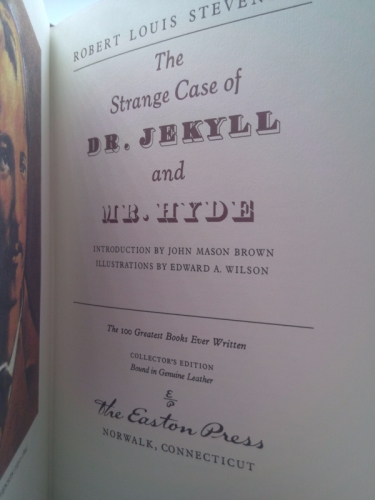 ROBERT LOUIS STEVEN
The
Strange Case of
DR. JEKYLL
and
MR. HYDE
INTRODUCTION BY JOHN MASON BROWN
ILLUSTRATIONS BY EDWARD A. WILSON
The 100 Greatest Books Ever Written
COLLECTOR'S EDITION
Bound in Genuine Leather
The Easton Press
NORWALK, CONNECTICUT